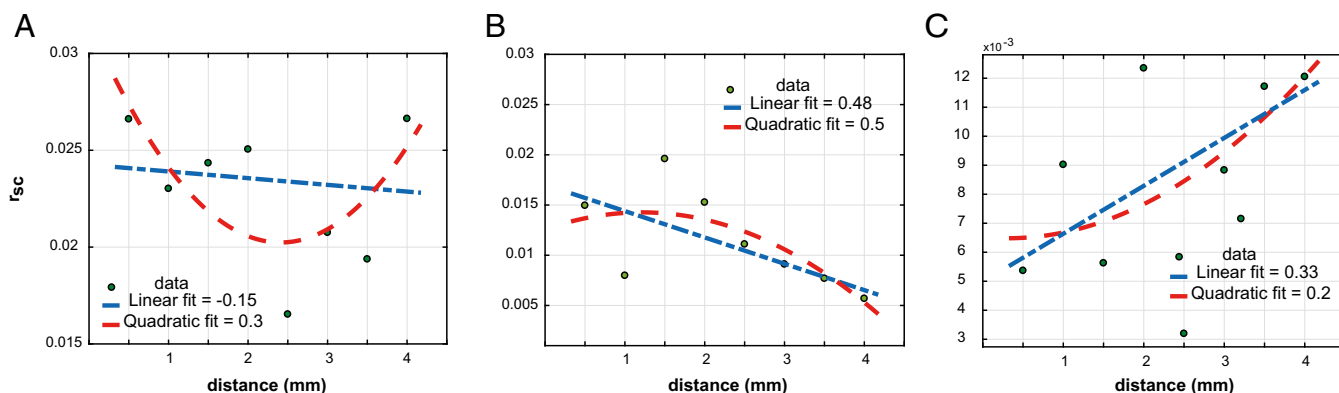 A
0.03
0.025
0.02
0.015
r_sc
data
Linear fit = -0.15
Quadratic fit = 0.3
1 2 3 4
distance (mm)
B
0.03
0.025
0.02
0.015
0.01
0.005
data
Linear fit = 0.48
Quadratic fit = 0.5
1 2 3 4
distance (mm)
C
x10⁻³
12
11
10
9
8
7
6
5
4
3
data
Linear fit = 0.33
Quadratic fit = 0.2
1 2 3 4
distance (mm)